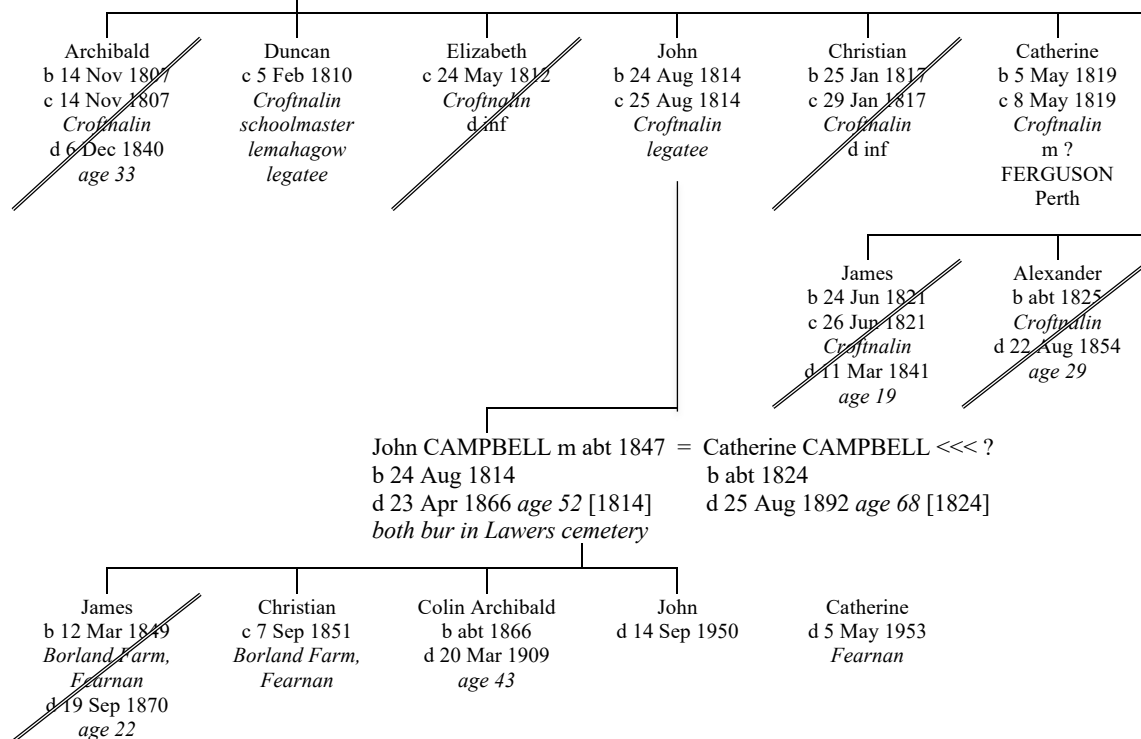 Archibald
b 14 Nov 1807
c 14 Nov 1807
Croftnalin
d 6 Dec 1840
age 33
Duncan
c 5 Feb 1810
Croftnalin
schoolmaster
lemahagow
legatee
Elizabeth
c 24 May 1812
Croftnalin
d inf
John
b 24 Aug 1814
c 25 Aug 1814
Croftnalin
legatee
Christian
b 25 Jan 1817
c 29 Jan 1817
Croftnalin
d inf
Catherine
b 5 May 1819
c 8 May 1819
Croftnalin
m ?
FERGUSON
Perth
James
b 24 Jun 1821
c 26 Jun 1821
Croftnalin
d 11 Mar 1841
age 19
Alexander
b abt 1825
Croftnalin
d 22 Aug 1854
age 29
John CAMPBELL m abt 1847 = Catherine CAMPBELL <<< ?
b 24 Aug 1814 b abt 1824
d 23 Apr 1866 age 52 [1814] d 25 Aug 1892 age 68 [1824]
both bur in Lawers cemetery
James
b 12 Mar 1849
Borland Farm,
Fearnan
d 19 Sep 1870
age 22
Christian
c 7 Sep 1851
Borland Farm,
Fearnan
Colin Archibald
b abt 1866
d 20 Mar 1909
age 43
John
d 14 Sep 1950
Catherine
d 5 May 1953
Fearnan